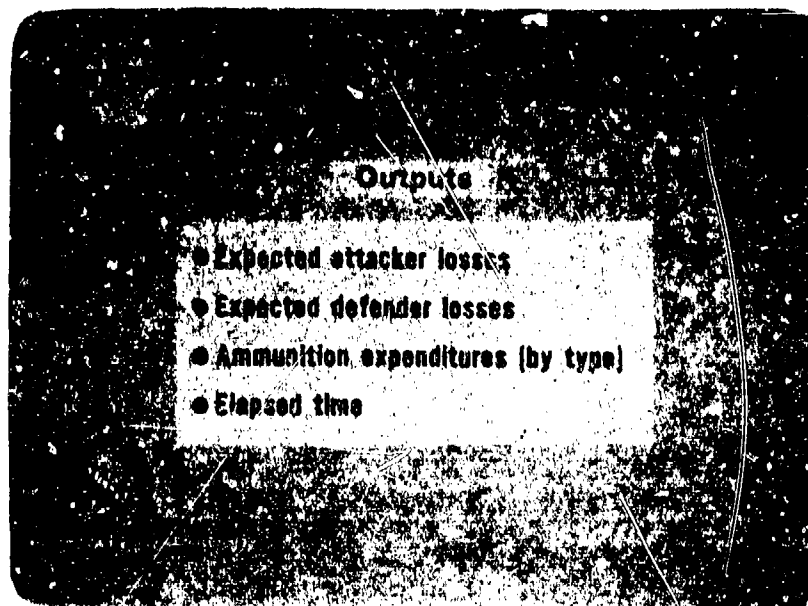 Outputs
● Expected attacker losses
● Expected defender losses
● Ammunition expenditures (by type)
● Elapsed time